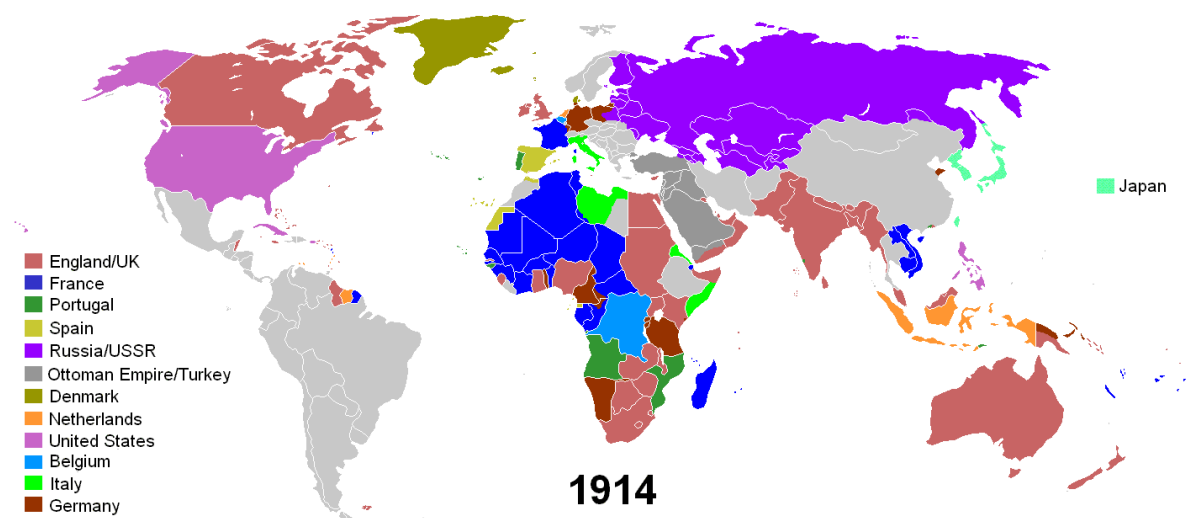 Japan
England/UK
France
Portugal
Spain
Russia/USSR
Ottoman Empire/Turkey
Denmark
Netherlands
United States
Belgium
Italy
Germany
1914